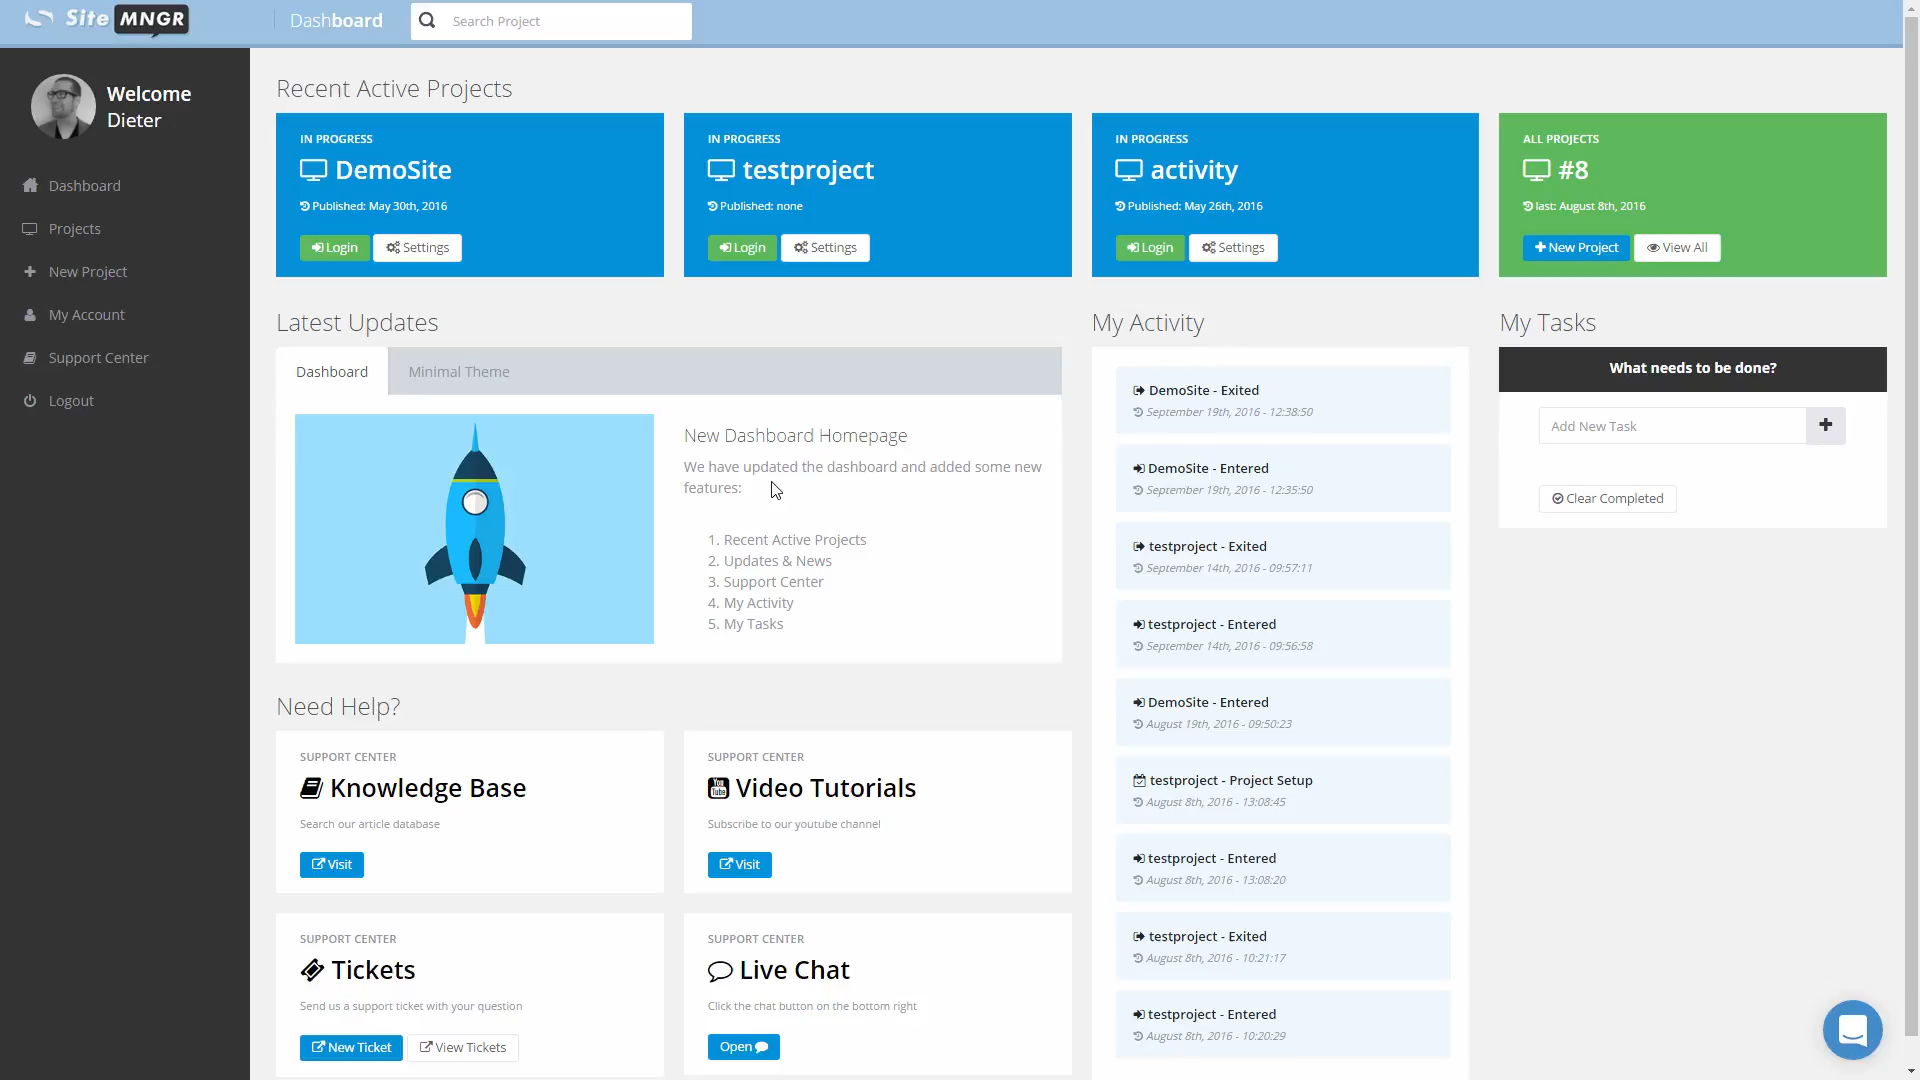 Site MNGR
Dashboard
Search Project
Welcome
Dieter
Dashboard
Projects
New Project
My Account
Support Center
Logout
Recent Active Projects
IN PROGRESS
DemoSite
Published: May 30th, 2016
Login
Settings
IN PROGRESS
testproject
Published: none
Login
Settings
IN PROGRESS
activity
Published: May 26th, 2016
Login
Settings
ALL PROJECTS
#8
last: August 8th, 2016
New Project
View All
Latest Updates
Dashboard
Minimal Theme
New Dashboard Homepage
We have updated the dashboard and added some new
features:
1. Recent Active Projects
2. Updates & News
3. Support Center
4. My Activity
5. My Tasks
Need Help?
SUPPORT CENTER
Knowledge Base
Search our article database
Visit
SUPPORT CENTER
You Tube
Video Tutorials
Subscribe to our youtube channel
Visit
SUPPORT CENTER
Tickets
Send us a support ticket with your question
New Ticket
View Tickets
SUPPORT CENTER
Live Chat
Click the chat button on the bottom right
Open
My Activity
DemoSite - Exited
September 19th, 2016 - 12:38:50
DemoSite - Entered
September 19th, 2016 - 12:35:50
testproject - Exited
September 14th, 2016 - 09:57:11
testproject - Entered
September 14th, 2016 - 09:56:58
DemoSite - Entered
August 19th, 2016 - 09:50:23
testproject - Project Setup
August 8th, 2016 - 13:08:45
testproject - Entered
August 8th, 2016 - 13:08:20
testproject - Exited
August 8th, 2016 - 10:21:17
testproject - Entered
August 8th, 2016 - 10:20:29
My Tasks
What needs to be done?
Add New Task
Clear Completed